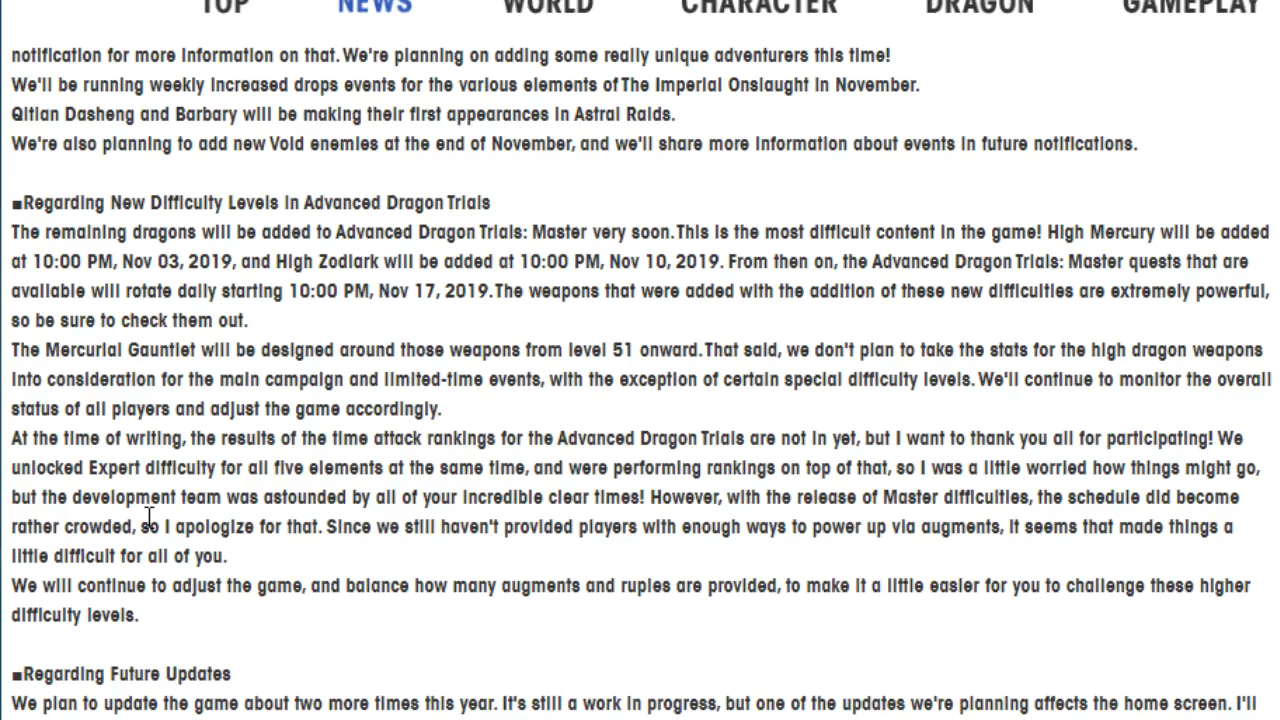 TOP NEWS WORLD CHARACTER DRAGON GAMEPLAY
notification for more information on that. We're planning on adding some really unique adventurers this time!
We'll be running weekly increased drops events for the various elements of The Imperial Onslaught in November.
Qitian Dasheng and Barbary will be making their first appearances in Astral Raids.
We're also planning to add new Void enemies at the end of November, and we'll share more information about events in future notifications.
■Regarding New Difficulty Levels in Advanced Dragon Trials
The remaining dragons will be added to Advanced Dragon Trials: Master very soon. This is the most difficult content in the game! High Mercury will be added
at 10:00 PM, Nov 03, 2019, and High Zodiark will be added at 10:00 PM, Nov 10, 2019. From then on, the Advanced Dragon Trials: Master quests that are
available will rotate daily starting 10:00 PM, Nov 17, 2019. The weapons that were added with the addition of these new difficulties are extremely powerful,
so be sure to check them out.
The Mercurial Gauntlet will be designed around those weapons from level 51 onward. That said, we don't plan to take the stats for the high dragon weapons
into consideration for the main campaign and limited-time events, with the exception of certain special difficulty levels. We'll continue to monitor the overall
status of all players and adjust the game accordingly.
At the time of writing, the results of the time attack rankings for the Advanced Dragon Trials are not in yet, but I want to thank you all for participating! We
unlocked Expert difficulty for all five elements at the same time, and were performing rankings on top of that, so I was a little worried how things might go,
but the development team was astounded by all of your incredible clear times! However, with the release of Master difficulties, the schedule did become
rather crowded, so I apologize for that. Since we still haven't provided players with enough ways to power up via augments, it seems that made things a
little difficult for all of you.
We will continue to adjust the game, and balance how many augments and rupies are provided, to make it a little easier for you to challenge these higher
difficulty levels.
■Regarding Future Updates
We plan to update the game about two more times this year. It's still a work in progress, but one of the updates we're planning affects the home screen. I'll